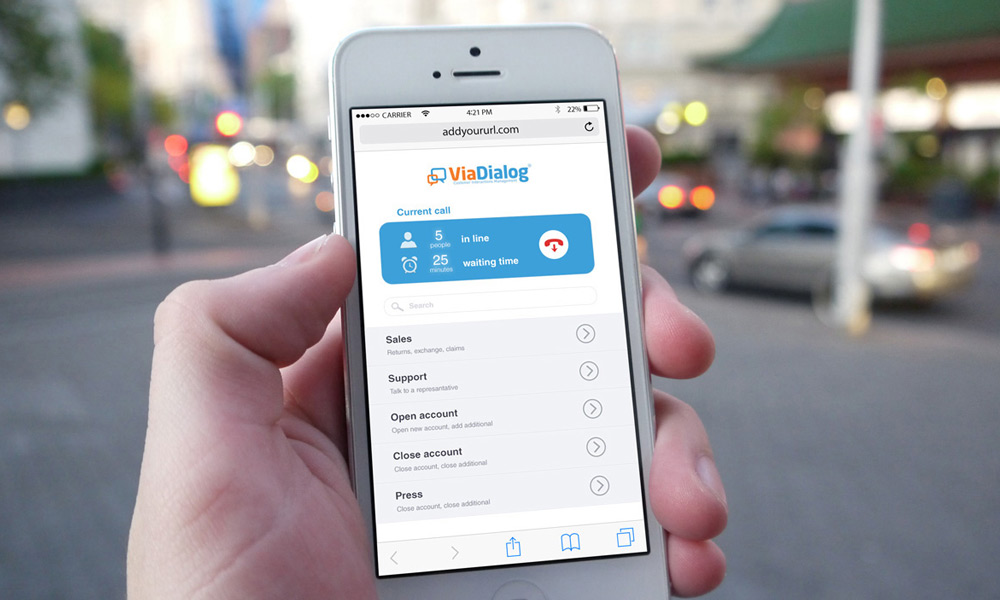 CARRIER 4:21 PM 22%
addyoururl.com
ViaDialog
Customer Interactions Management
Current call
5 people in line
25 minutes waiting time
Search
Sales
Returns, exchange, claims
Support
Talk to a represantative
Open account
Open new account, add additional
Close account
Close account, close additional
Press
Close account, close additional